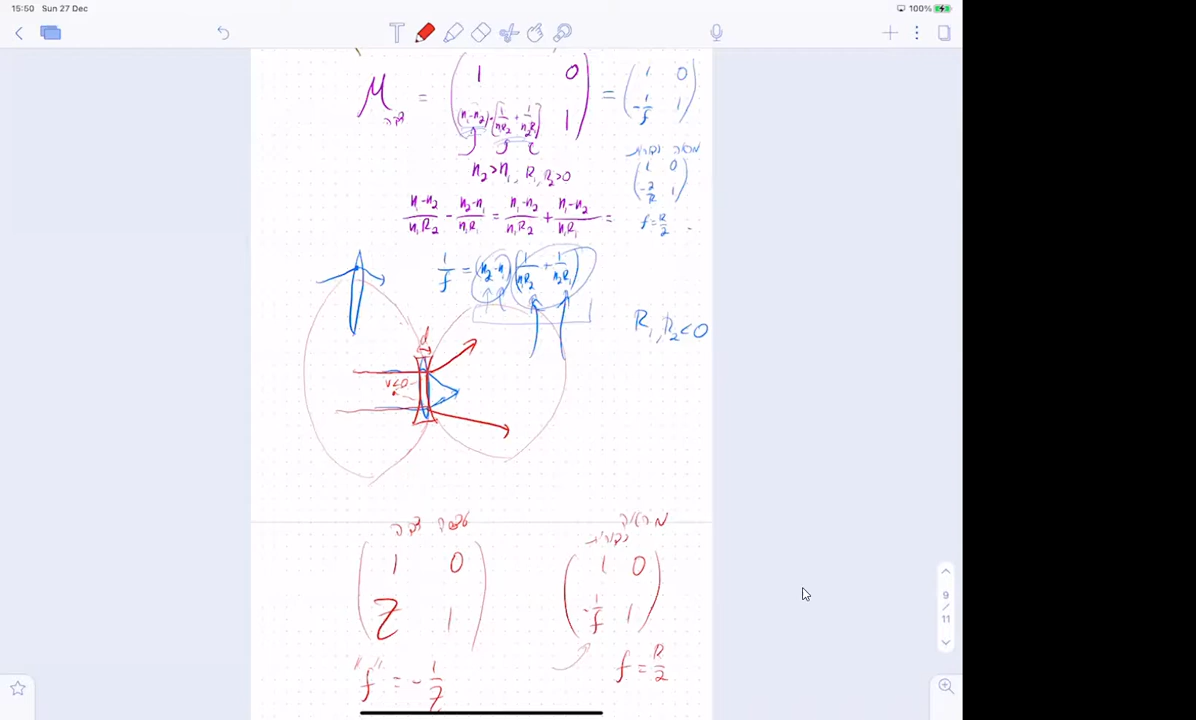 15:50 Sun 27 Dec
100%
M = ( 1 0 ; (n₁-n₂)·[1/n₁R₂ + 1/n₂R₁] 1 ) = ( 1 0 ; -1/f 1 )
n₂>n₁, R₁, R₂>0
( 1 0 ; -2/R 1 )
(n₁-n₂)/(n₁R₂) - (n₂-n₁)/(n₁R₁) = (n₁-n₂)/(n₁R₂) + (n₁-n₂)/(n₁R₁) =
f = R/2
1/f = (n₂-n₁) (1/n₁R₂ + 1/n₂R₁)
R₁, R₂<0
d
v<0
( 1 0 ; Z 1 )
( 1 0 ; -1/f 1 )
"f" = -1/Z
f = R/2
9
/
11